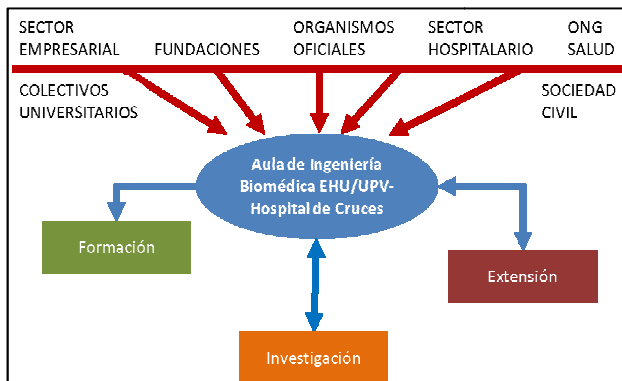 SECTOR
EMPRESARIAL
FUNDACIONES
ORGANISMOS
OFICIALES
SECTOR
HOSPITALARIO
ONG
SALUD
COLECTIVOS
UNIVERSITARIOS
SOCIEDAD
CIVIL
Aula de Ingeniería
Biomédica EHU/UPV-
Hospital de Cruces
Formación
Extensión
Investigación